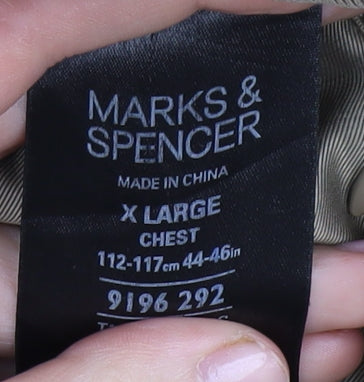 MARKS &
SPENCER
MADE IN CHINA
X LARGE
CHEST
112-117cm 44-46in
9196 292